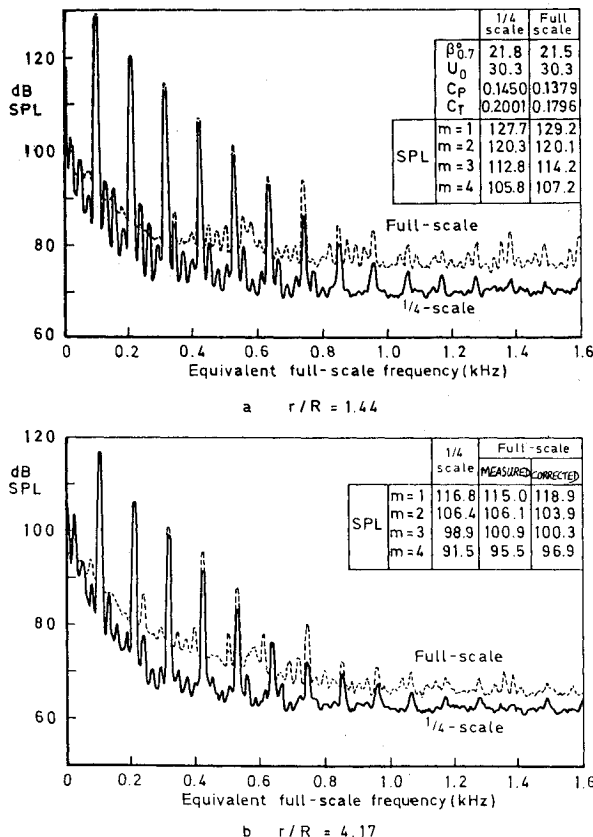 120
dB
SPL
100
80
60
1/4 scale | Full scale
β°0.7 | 21.8 | 21.5
U0 | 30.3 | 30.3
CP | 0.1450 | 0.1379
CT | 0.2001 | 0.1796
SPL
m=1 | 127.7 | 129.2
m=2 | 120.3 | 120.1
m=3 | 112.8 | 114.2
m=4 | 105.8 | 107.2
Full-scale
1/4-scale
0 0.2 0.4 0.6 0.8 1.0 1.2 1.4 1.6
Equivalent full-scale frequency (kHz)
a r/R = 1.44
120
dB
SPL
100
80
60
1/4 scale | Full-scale
MEASURED | CORRECTED
SPL
m=1 | 116.8 | 115.0 | 118.9
m=2 | 106.4 | 106.1 | 103.9
m=3 | 98.9 | 100.9 | 100.3
m=4 | 91.5 | 95.5 | 96.9
Full-scale
1/4-scale
0 0.2 0.4 0.6 0.8 1.0 1.2 1.4 1.6
Equivalent full-scale frequency (kHz)
b r/R = 4.17